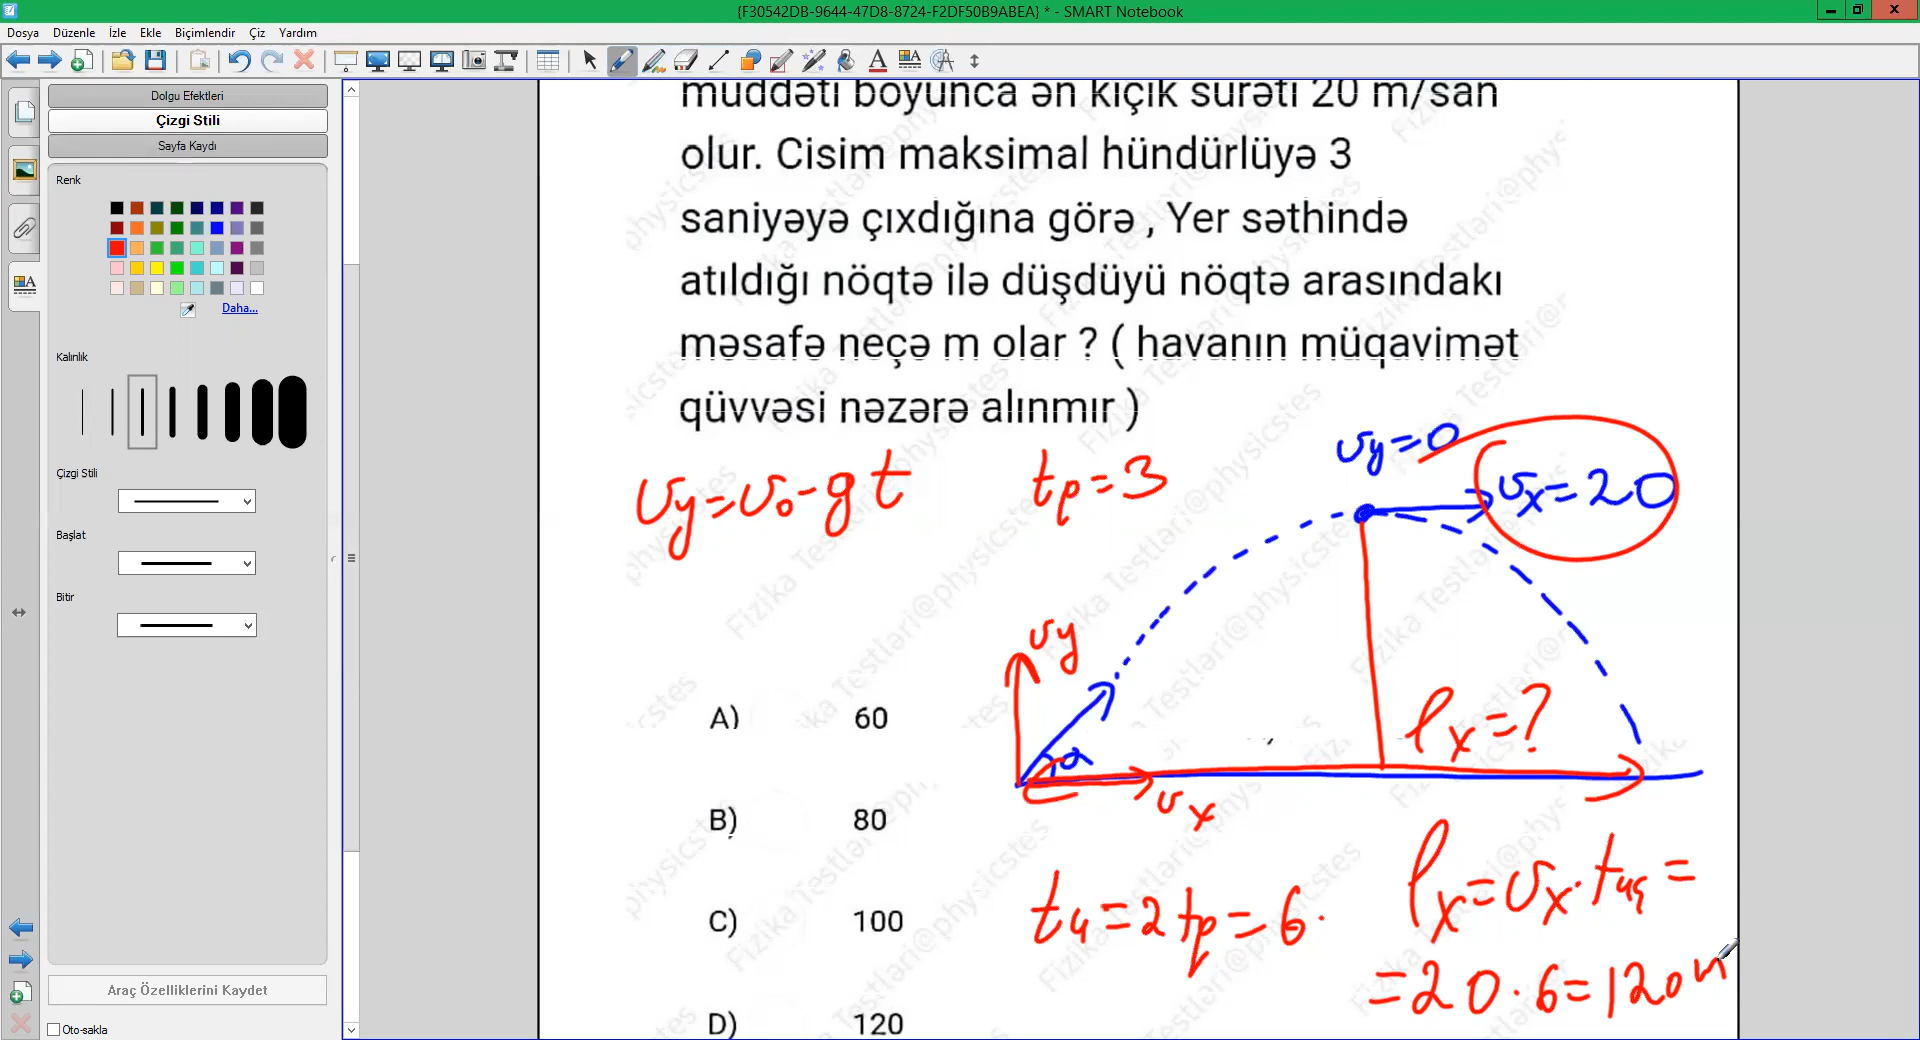 {F30542DB-9644-47D8-8724-F2DF50B9ABEA} * - SMART Notebook
Dosya Düzenle İzle Ekle Biçimlendir Çiz Yardım
Dolgu Efektleri
Çizgi Stili
Sayfa Kaydı
Renk
Daha...
Kalınlık
Çizgi Stili
Başlat
Bitir
Araç Özelliklerini Kaydet
Oto-sakla
müddəti boyunca ən kiçik sürəti 20 m/san
olur. Cisim maksimal hündürlüyə 3
saniyəyə çıxdığına görə , Yer səthində
atıldığı nöqtə ilə düşdüyü nöqtə arasındakı
məsafə neçə m olar ? ( havanın müqavimət
qüvvəsi nəzərə alınmır )
υy=0
υy=υ₀-gt tp=3 υx=20
υy
ℓx=?
α
υx
A) 60
B) 80
C) 100
D) 120
tu=2tp=6. ℓx=υx·tuç=
=20·6=120m
Fizika Testlari@physicstes